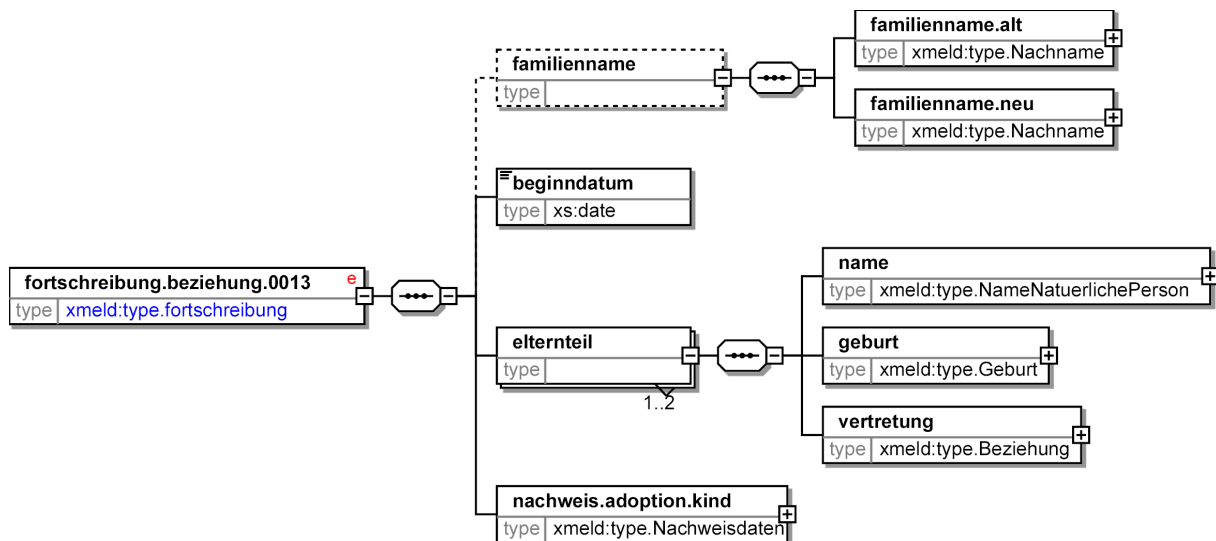 familienname.alt
type xmeld:type.Nachname
familienname
type
familienname.neu
type xmeld:type.Nachname
beginndatum
type xs:date
fortschreibung.beziehung.0013 e
type xmeld:type.fortschreibung
name
type xmeld:type.NameNatuerlichePerson
elternteil
type
1..2
geburt
type xmeld:type.Geburt
vertretung
type xmeld:type.Beziehung
nachweis.adoption.kind
type xmeld:type.Nachweisdaten